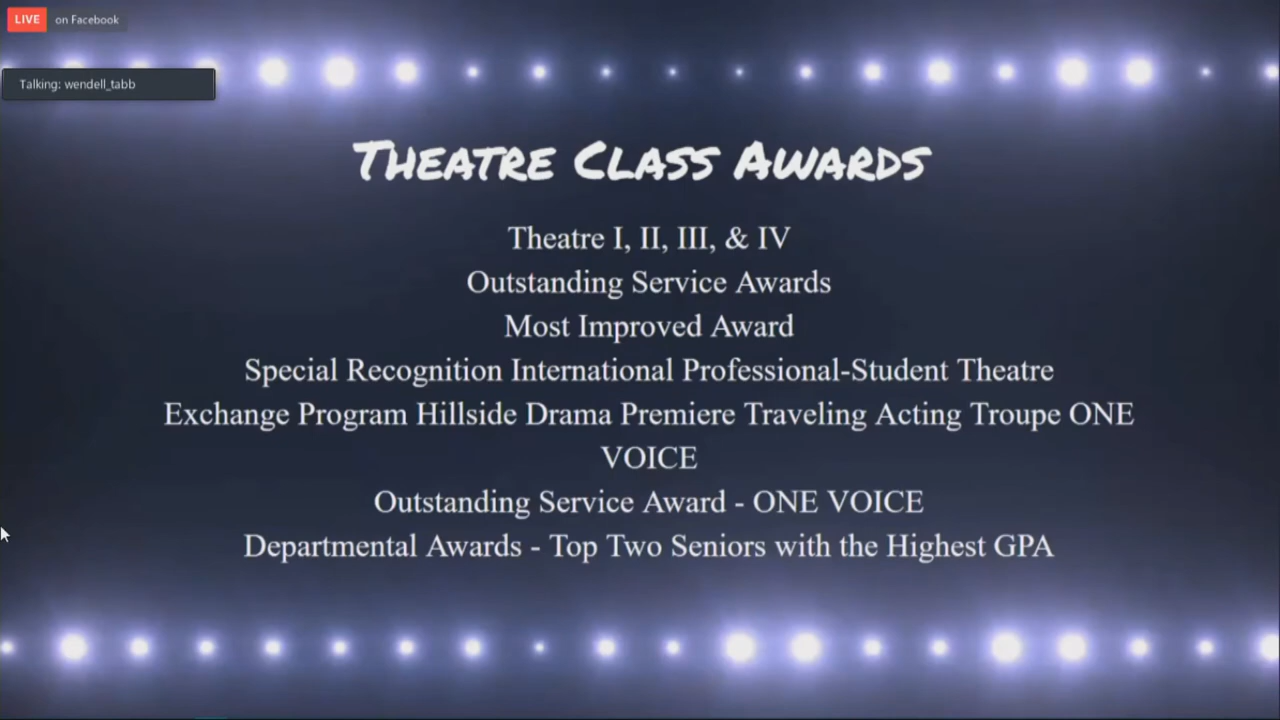 LIVE on Facebook
Talking: wendell_tabb
THEATRE CLASS AWARDS
Theatre I, II, III, & IV
Outstanding Service Awards
Most Improved Award
Special Recognition International Professional-Student Theatre
Exchange Program Hillside Drama Premiere Traveling Acting Troupe ONE
VOICE
Outstanding Service Award - ONE VOICE
Departmental Awards - Top Two Seniors with the Highest GPA